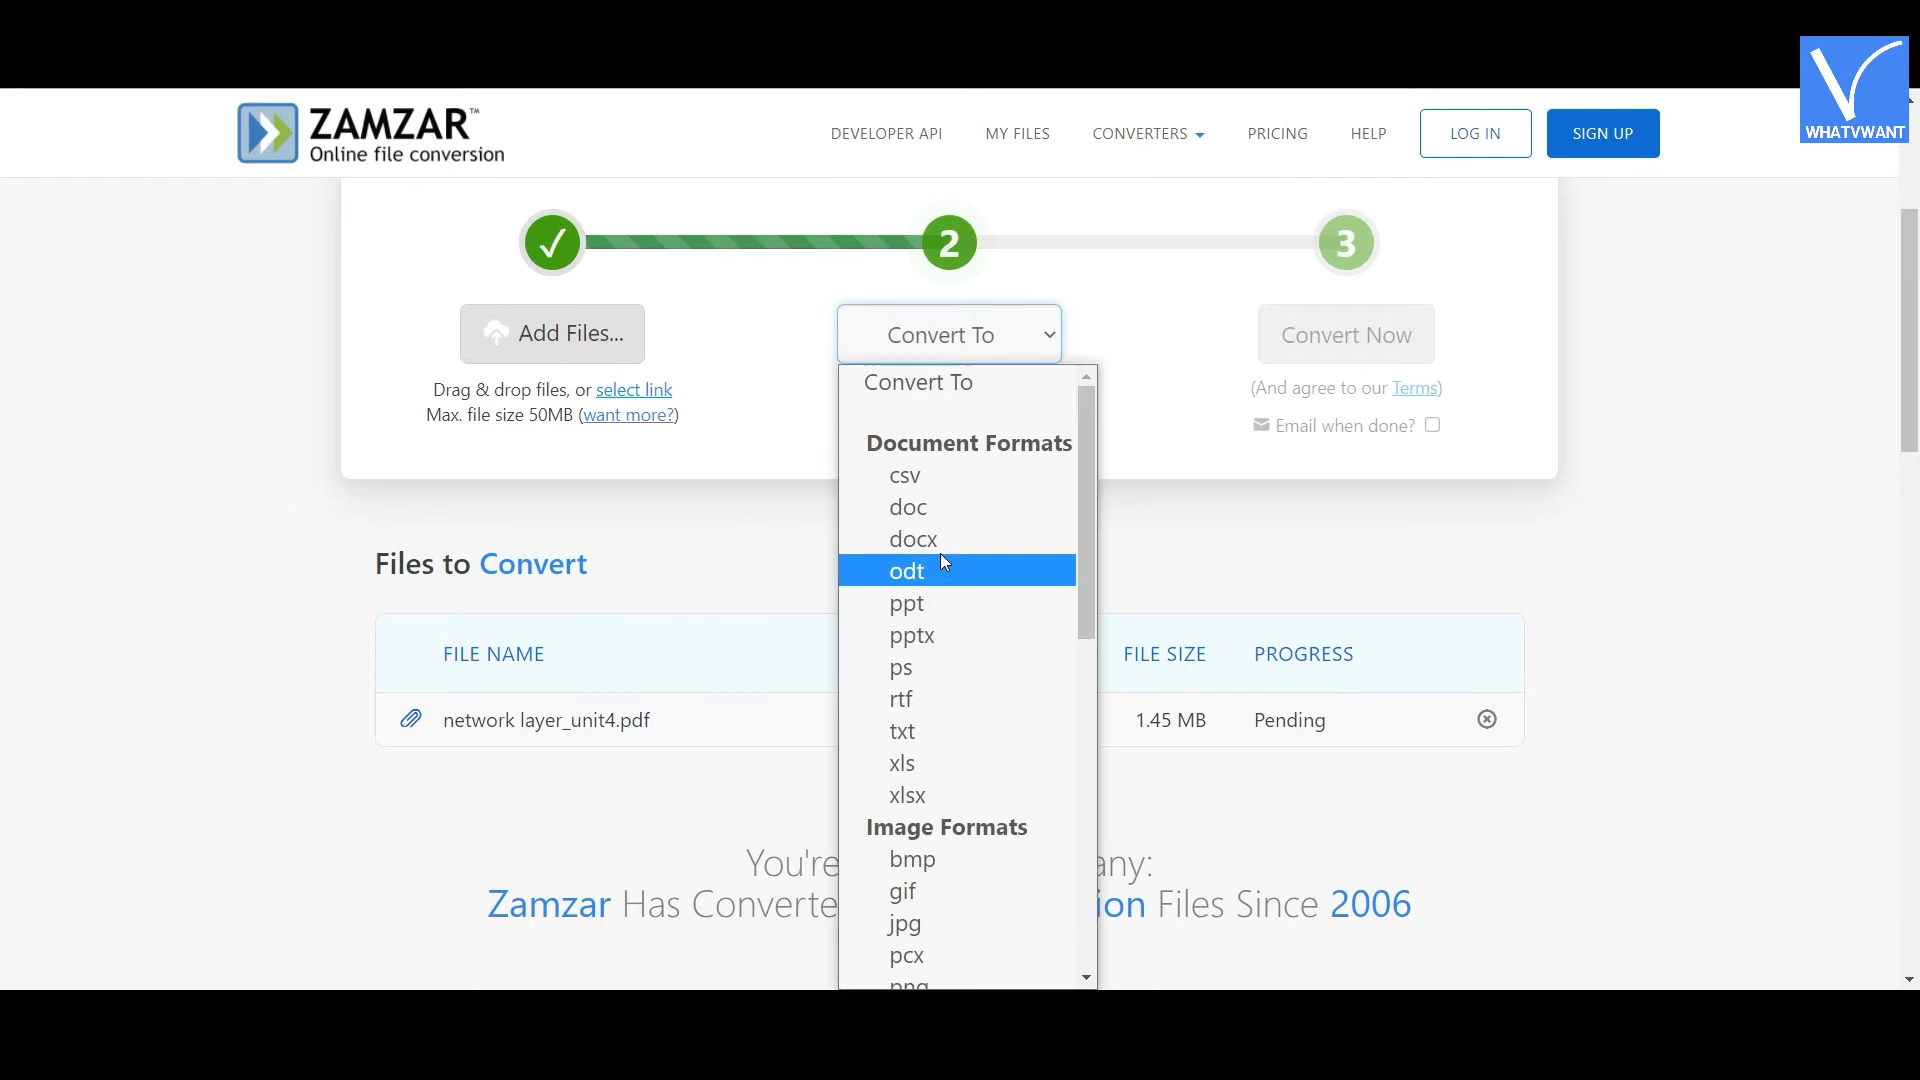 WHATVWANT
ZAMZAR™
Online file conversion
DEVELOPER API
MY FILES
CONVERTERS
PRICING
HELP
LOG IN
SIGN UP
2
3
Add Files...
Convert To
Convert Now
Drag & drop files, or select link
Max. file size 50MB (want more?)
(And agree to our Terms)
Email when done?
Convert To
Document Formats
csv
doc
docx
odt
ppt
pptx
ps
rtf
txt
xls
xlsx
Image Formats
bmp
gif
jpg
pcx
png
Files to Convert
FILE NAME
FILE SIZE
PROGRESS
network layer_unit4.pdf
1.45 MB
Pending
You're
any:
Zamzar Has Converte
ion Files Since 2006